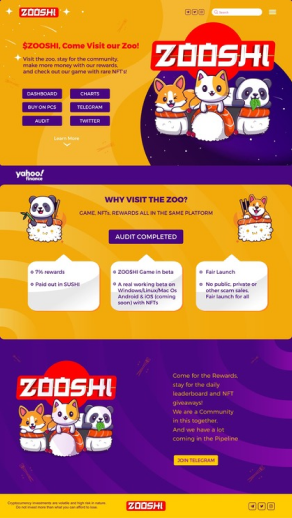 ZOOSHI
$ZOOSHI, Come Visit our Zoo!
Visit the zoo, stay for the community,
make more money with our rewards,
and check out our game with rare NFT's!
DASHBOARD
CHARTS
BUY ON PCS
TELEGRAM
AUDIT
TWITTER
Learn More
ZOOSHI
yahoo!
finance
WHY VISIT THE ZOO?
GAME, NFTs, REWARDS ALL IN THE SAME PLATFORM
AUDIT COMPLETED
7% rewards
Paid out in SUSHI
ZOOSHI Game in beta
A real working beta on
Windows/Linux/Mac Os
Android & iOS (coming
soon) with NFTs
Fair Launch
No public, private or
other scam sales.
Fair launch for all
ZOOSHI
Come for the Rewards,
stay for the daily
leaderboard and NFT
giveaways!
We are a Community
in this together.
And we have a lot
coming in the Pipeline
JOIN TELEGRAM
Cryptocurrency investments are volatile and high risk in nature.
Do not invest more than what you can afford to lose.
ZOOSHI